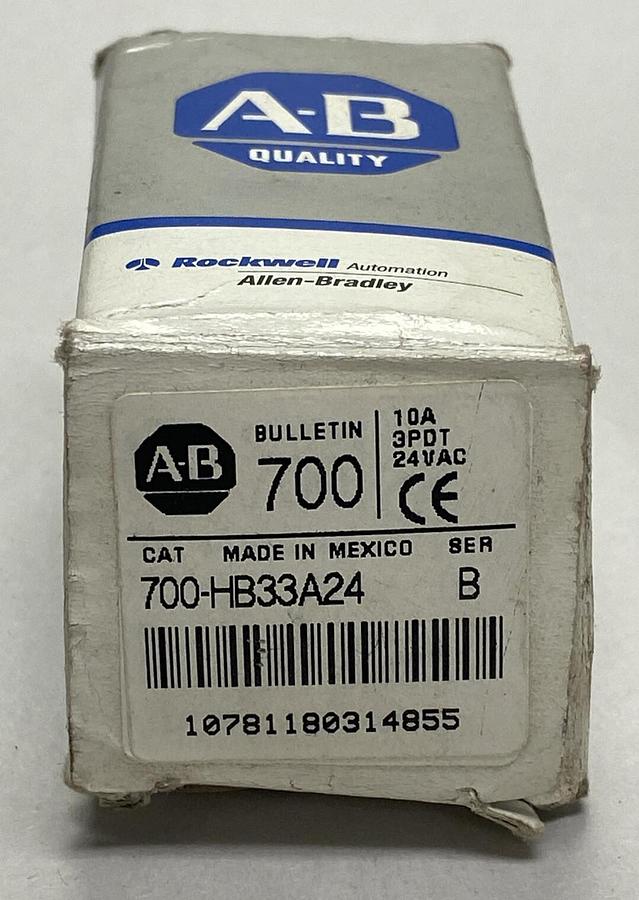 A-B
QUALITY
Rockwell Automation
Allen-Bradley
A-B
BULLETIN
700
10A
3PDT
24VAC
CE
CAT MADE IN MEXICO SER
700-HB33A24 B
10781180314855